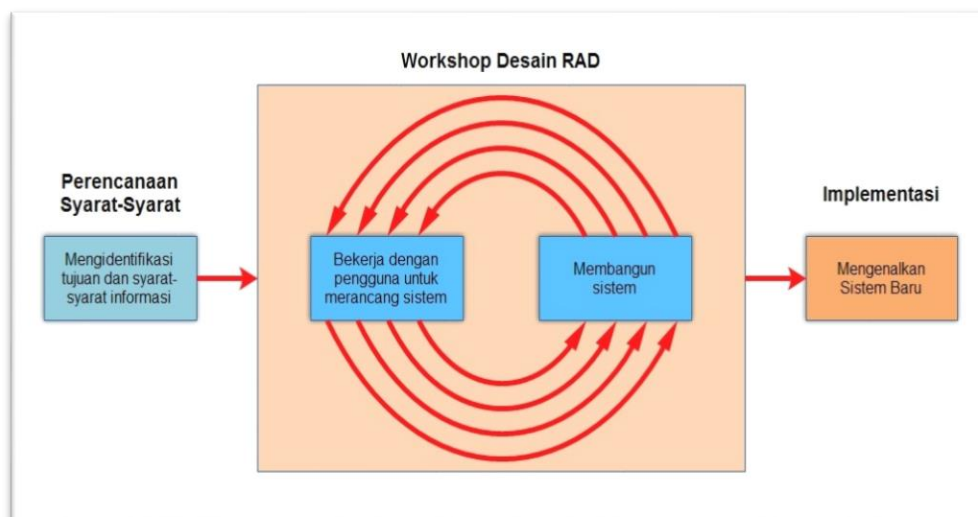 Workshop Desain RAD
Perencanaan
Syarat-Syarat
Mengidentifikasi
tujuan dan syarat-
syarat informasi
Bekerja dengan
pengguna untuk
merancang sistem
Membangun
sistem
Implementasi
Mengenalkan
Sistem Baru